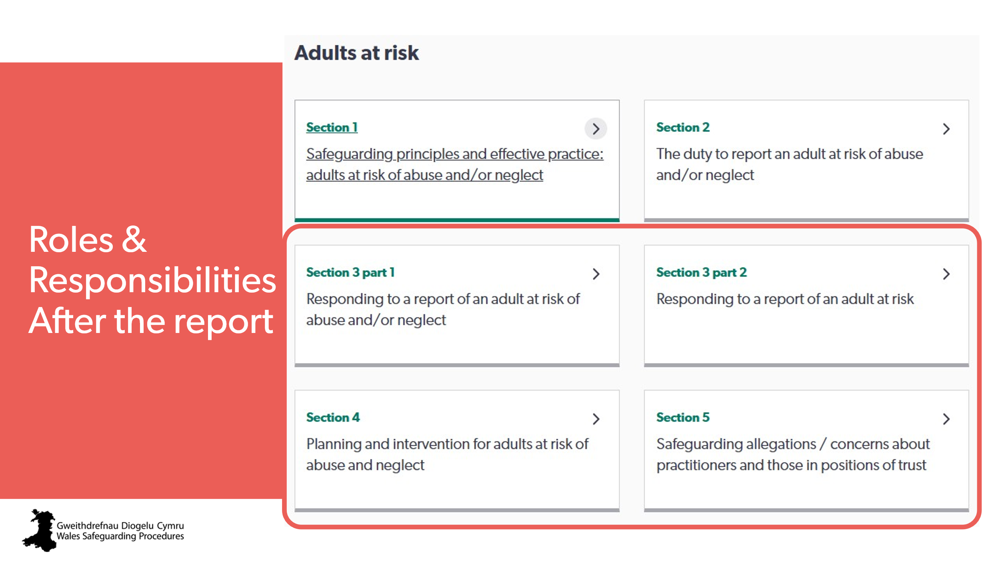 Adults at risk
Section 1
Safeguarding principles and effective practice:
adults at risk of abuse and/or neglect
Section 2
The duty to report an adult at risk of abuse
and/or neglect
Roles &
Responsibilities
After the report
Section 3 part 1
Responding to a report of an adult at risk of
abuse and/or neglect
Section 3 part 2
Responding to a report of an adult at risk
Section 4
Planning and intervention for adults at risk of
abuse and neglect
Section 5
Safeguarding allegations / concerns about
practitioners and those in positions of trust
Gweithdrefnau Diogelu Cymru
Wales Safeguarding Procedures